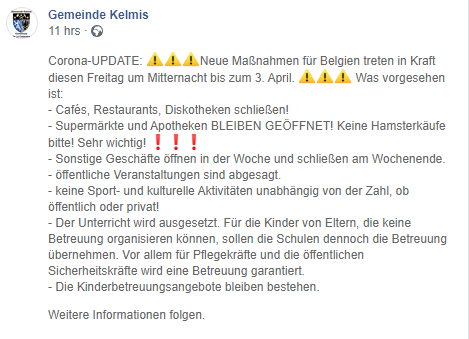 Gemeinde Kelmis
11 hrs ·
Corona-UPDATE: ⚠️⚠️⚠️Neue Maßnahmen für Belgien treten in Kraft
diesen Freitag um Mitternacht bis zum 3. April. ⚠️⚠️⚠️ Was vorgesehen
ist:
- Cafés, Restaurants, Diskotheken schließen!
- Supermärkte und Apotheken BLEIBEN GEÖFFNET! Keine Hamsterkäufe
bitte! Sehr wichtig! ❗❗❗
- Sonstige Geschäfte öffnen in der Woche und schließen am Wochenende.
- öffentliche Veranstaltungen sind abgesagt.
- keine Sport- und kulturelle Aktivitäten unabhängig von der Zahl, ob
öffentlich oder privat!
- Der Unterricht wird ausgesetzt. Für die Kinder von Eltern, die keine
Betreuung organisieren können, sollen die Schulen dennoch die Betreuung
übernehmen. Vor allem für Pflegekräfte und die öffentlichen
Sicherheitskräfte wird eine Betreuung garantiert.
- Die Kinderbetreuungsangebote bleiben bestehen.
Weitere Informationen folgen.